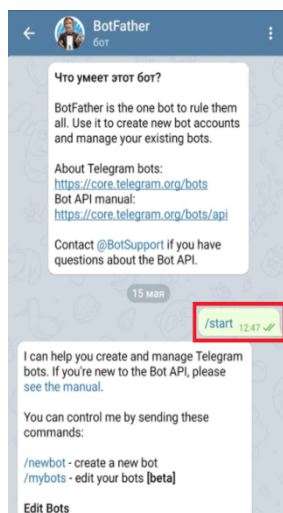 BotFather
бот
Что умеет этот бот?
BotFather is the one bot to rule them
all. Use it to create new bot accounts
and manage your existing bots.
About Telegram bots:
https://core.telegram.org/bots
Bot API manual:
https://core.telegram.org/bots/api
Contact @BotSupport if you have
questions about the Bot API.
15 мая
/start 12:47
I can help you create and manage Telegram
bots. If you're new to the Bot API, please
see the manual.
You can control me by sending these
commands:
/newbot - create a new bot
/mybots - edit your bots [beta]
Edit Bots